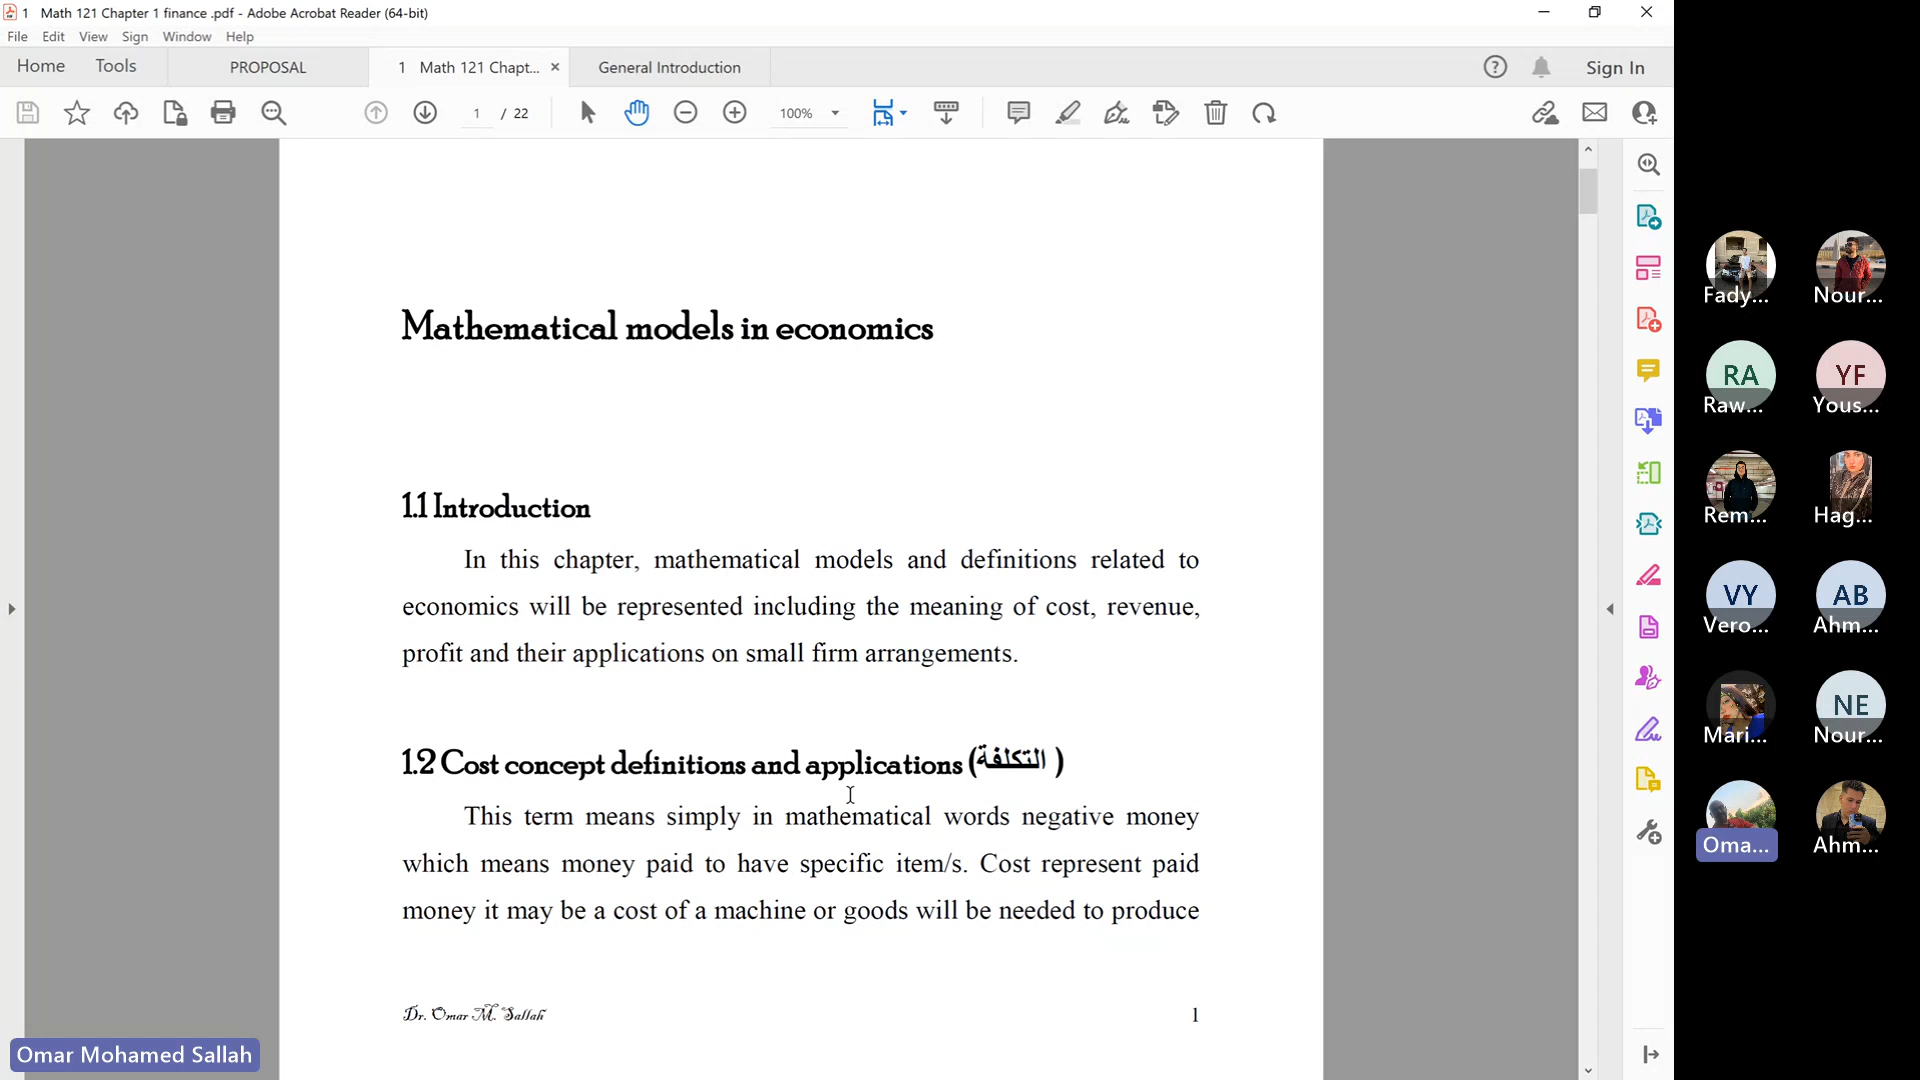 1 Math 121 Chapter 1 finance .pdf - Adobe Acrobat Reader (64-bit)
File Edit View Sign Window Help
Home Tools PROPOSAL 1 Math 121 Chapt... × General Introduction Sign In
1 / 22 100%
Mathematical models in economics
1.1 Introduction
In this chapter, mathematical models and definitions related to
economics will be represented including the meaning of cost, revenue,
profit and their applications on small firm arrangements.
1.2 Cost concept definitions and applications (التكلفة )
This term means simply in mathematical words negative money
which means money paid to have specific item/s. Cost represent paid
money it may be a cost of a machine or goods will be needed to produce
Dr. Omar M. Sallah 1
Omar Mohamed Sallah
Fady... Nour...
RA YF
Raw... Yous...
Rem... Hag...
VY AB
Vero... Ahm...
NE
Mari... Nour...
Oma... Ahm...